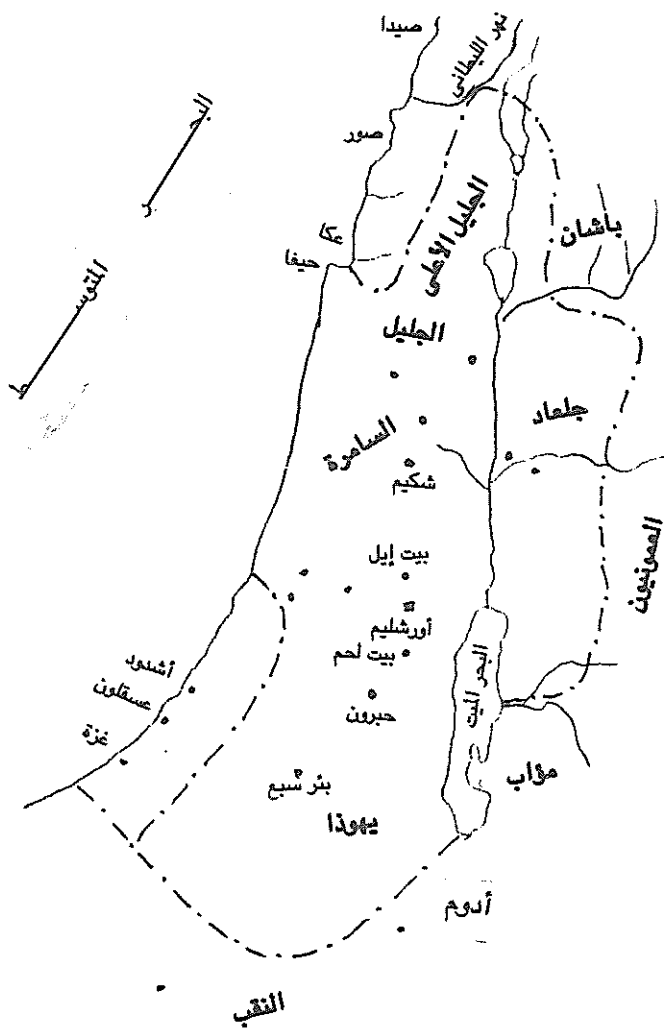 صيدا
نهر الليطاني
صور
البحر
المتوسط
عكا
حيفا
الجليل الأعلى
باشان
الجليل
جلعاد
السامرة
شكيم
العمونيون
بيت إيل
أورشليم
بيت لحم
البحر الميت
أشدود
عسقلون
حبرون
غزة
مؤاب
بئر سبع
يهوذا
أدوم
النقب